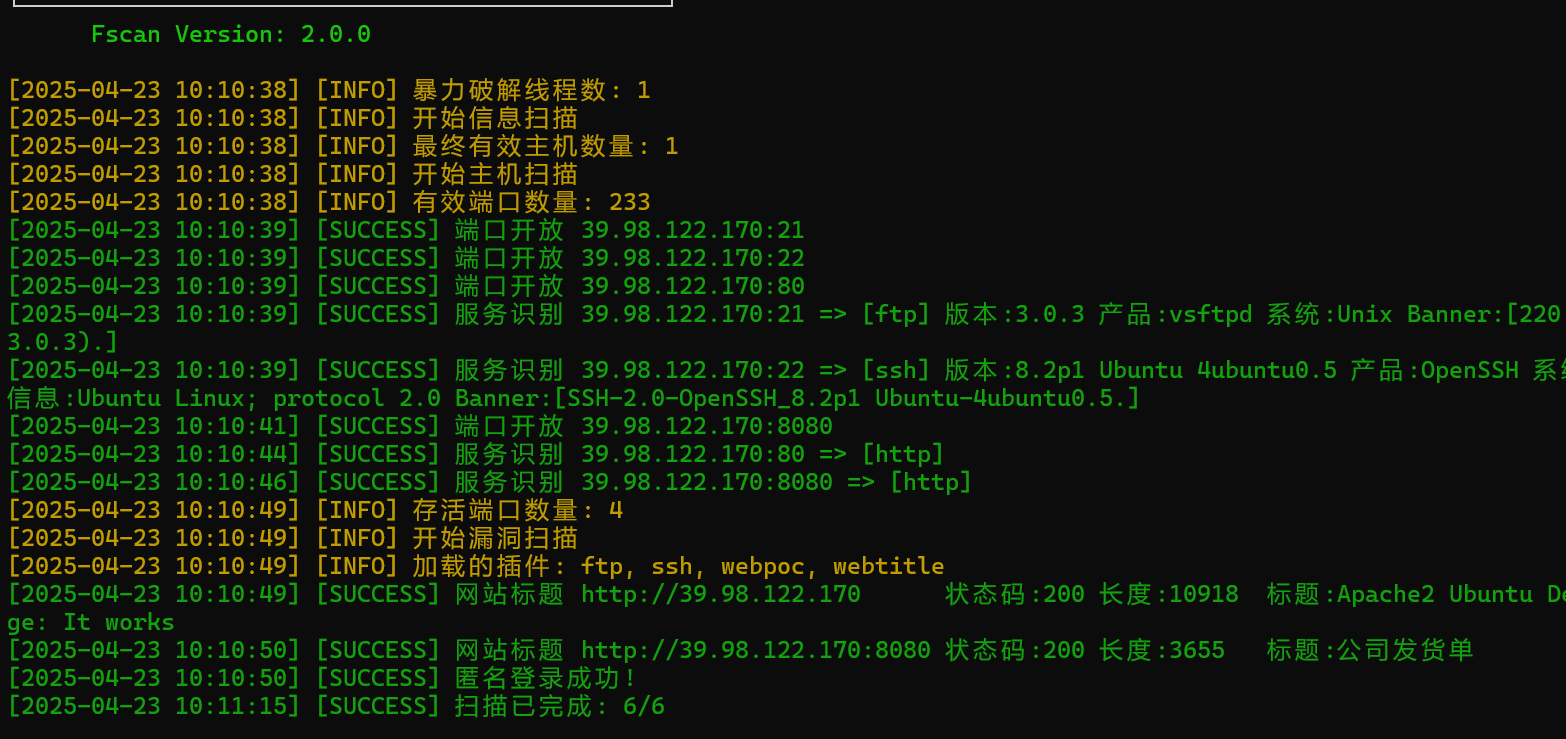 Fscan Version: 2.0.0
[2025-04-23 10:10:38] [INFO] 暴力破解线程数: 1
[2025-04-23 10:10:38] [INFO] 开始信息扫描
[2025-04-23 10:10:38] [INFO] 最终有效主机数量: 1
[2025-04-23 10:10:38] [INFO] 开始主机扫描
[2025-04-23 10:10:38] [INFO] 有效端口数量: 233
[2025-04-23 10:10:39] [SUCCESS] 端口开放 39.98.122.170:21
[2025-04-23 10:10:39] [SUCCESS] 端口开放 39.98.122.170:22
[2025-04-23 10:10:39] [SUCCESS] 端口开放 39.98.122.170:80
[2025-04-23 10:10:39] [SUCCESS] 服务识别 39.98.122.170:21 => [ftp] 版本:3.0.3 产品:vsftpd 系统:Unix Banner:[220
3.0.3).]
[2025-04-23 10:10:39] [SUCCESS] 服务识别 39.98.122.170:22 => [ssh] 版本:8.2p1 Ubuntu 4ubuntu0.5 产品:OpenSSH 系
信息:Ubuntu Linux; protocol 2.0 Banner:[SSH-2.0-OpenSSH_8.2p1 Ubuntu-4ubuntu0.5.]
[2025-04-23 10:10:41] [SUCCESS] 端口开放 39.98.122.170:8080
[2025-04-23 10:10:44] [SUCCESS] 服务识别 39.98.122.170:80 => [http]
[2025-04-23 10:10:46] [SUCCESS] 服务识别 39.98.122.170:8080 => [http]
[2025-04-23 10:10:49] [INFO] 存活端口数量: 4
[2025-04-23 10:10:49] [INFO] 开始漏洞扫描
[2025-04-23 10:10:49] [INFO] 加载的插件: ftp, ssh, webpoc, webtitle
[2025-04-23 10:10:49] [SUCCESS] 网站标题 http://39.98.122.170 状态码:200 长度:10918 标题:Apache2 Ubuntu De
ge: It works
[2025-04-23 10:10:50] [SUCCESS] 网站标题 http://39.98.122.170:8080 状态码:200 长度:3655 标题:公司发货单
[2025-04-23 10:10:50] [SUCCESS] 匿名登录成功!
[2025-04-23 10:11:15] [SUCCESS] 扫描已完成: 6/6